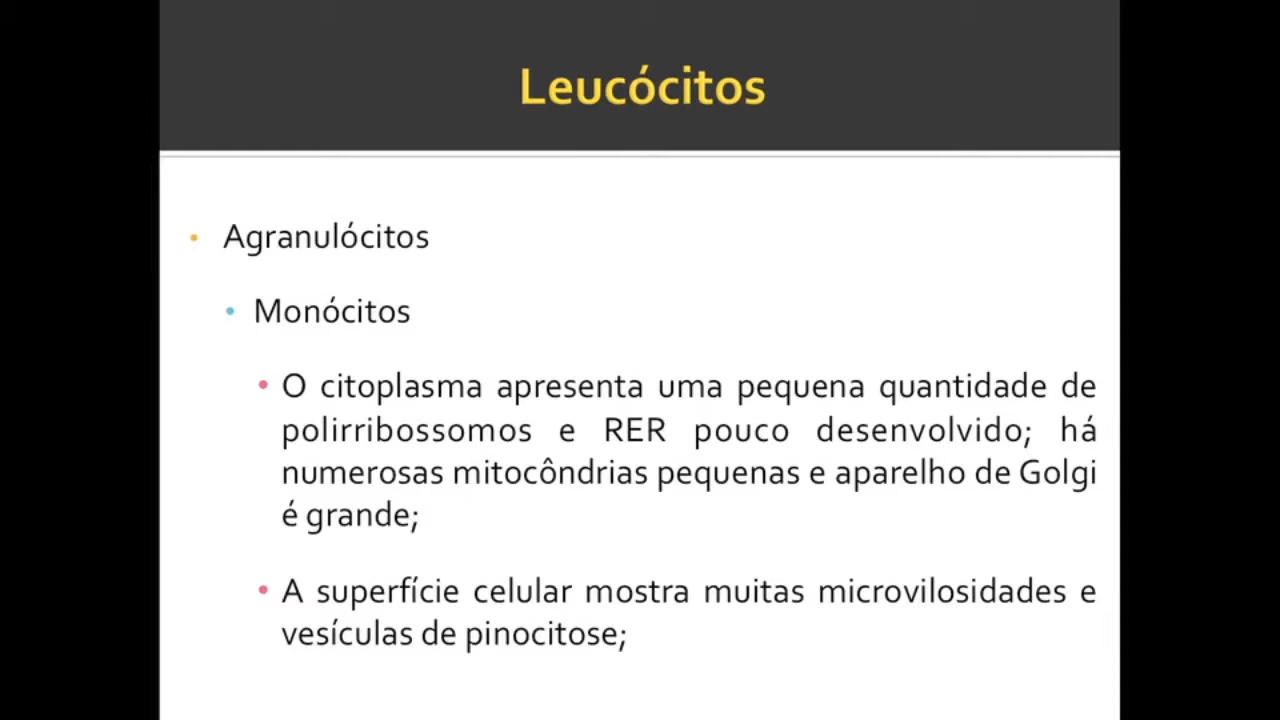 Leucócitos
• Agranulócitos
• Monócitos
• O citoplasma apresenta uma pequena quantidade de
polirribossomos e RER pouco desenvolvido; há
numerosas mitocôndrias pequenas e aparelho de Golgi
é grande;
• A superfície celular mostra muitas microvilosidades e
vesículas de pinocitose;